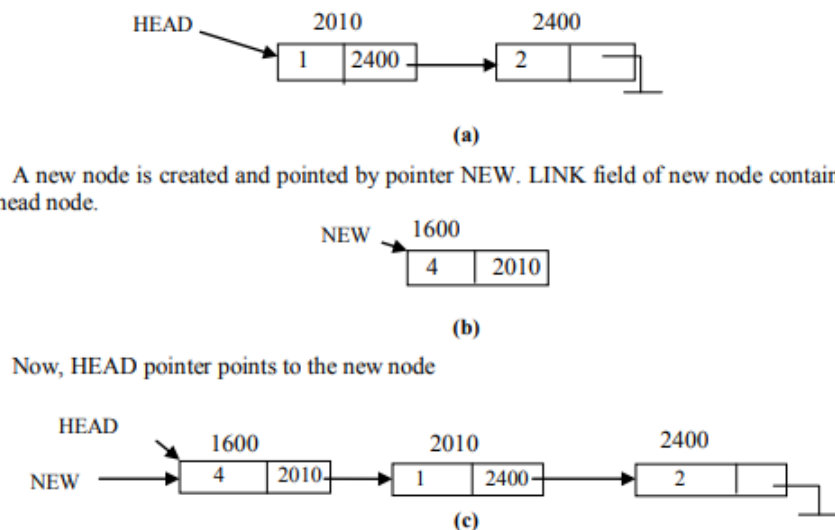 HEAD 2010 2400
1 2400 2
(a)
A new node is created and pointed by pointer NEW. LINK field of new node contain
head node.
NEW 1600
4 2010
(b)
Now, HEAD pointer points to the new node
HEAD
1600 2010 2400
NEW 4 2010 1 2400 2
(c)